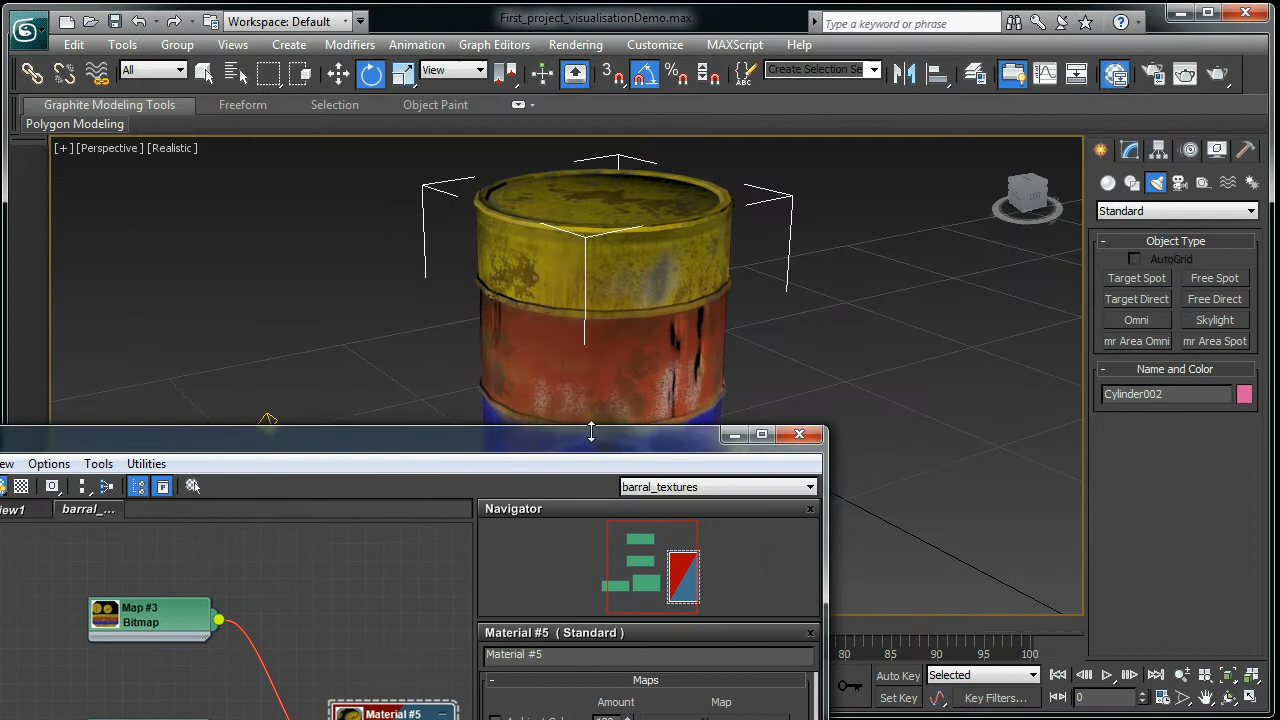 Workspace: Default
First_project_visualisationDemo.max
Type a keyword or phrase
Edit Tools Group Views Create Modifiers Animation Graph Editors Rendering Customize MAXScript Help
All View 3 Create Selection Se
Graphite Modeling Tools Freeform Selection Object Paint
Polygon Modeling
[+] [Perspective] [Realistic]
Standard
- Object Type
AutoGrid
Target Spot Free Spot
Target Direct Free Direct
Omni Skylight
mr Area Omni mr Area Spot
- Name and Color
Cylinder002
ew Options Tools Utilities
barral_textures
iew1 barral_...
Navigator
Map #3
Bitmap
Material #5 ( Standard )
Material #5
- Maps
Amount Map
Material #5
80 85 90 95 100
Auto Key Selected
Set Key Key Filters... 0